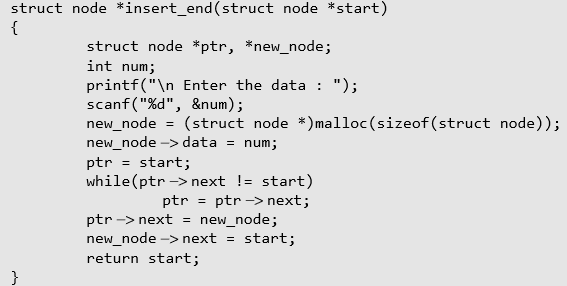 struct node *insert_end(struct node *start)
{
struct node *ptr, *new_node;
int num;
printf("\n Enter the data : ");
scanf("%d", &num);
new_node = (struct node *)malloc(sizeof(struct node));
new_node->data = num;
ptr = start;
while(ptr->next != start)
ptr = ptr->next;
ptr->next = new_node;
new_node->next = start;
return start;
}